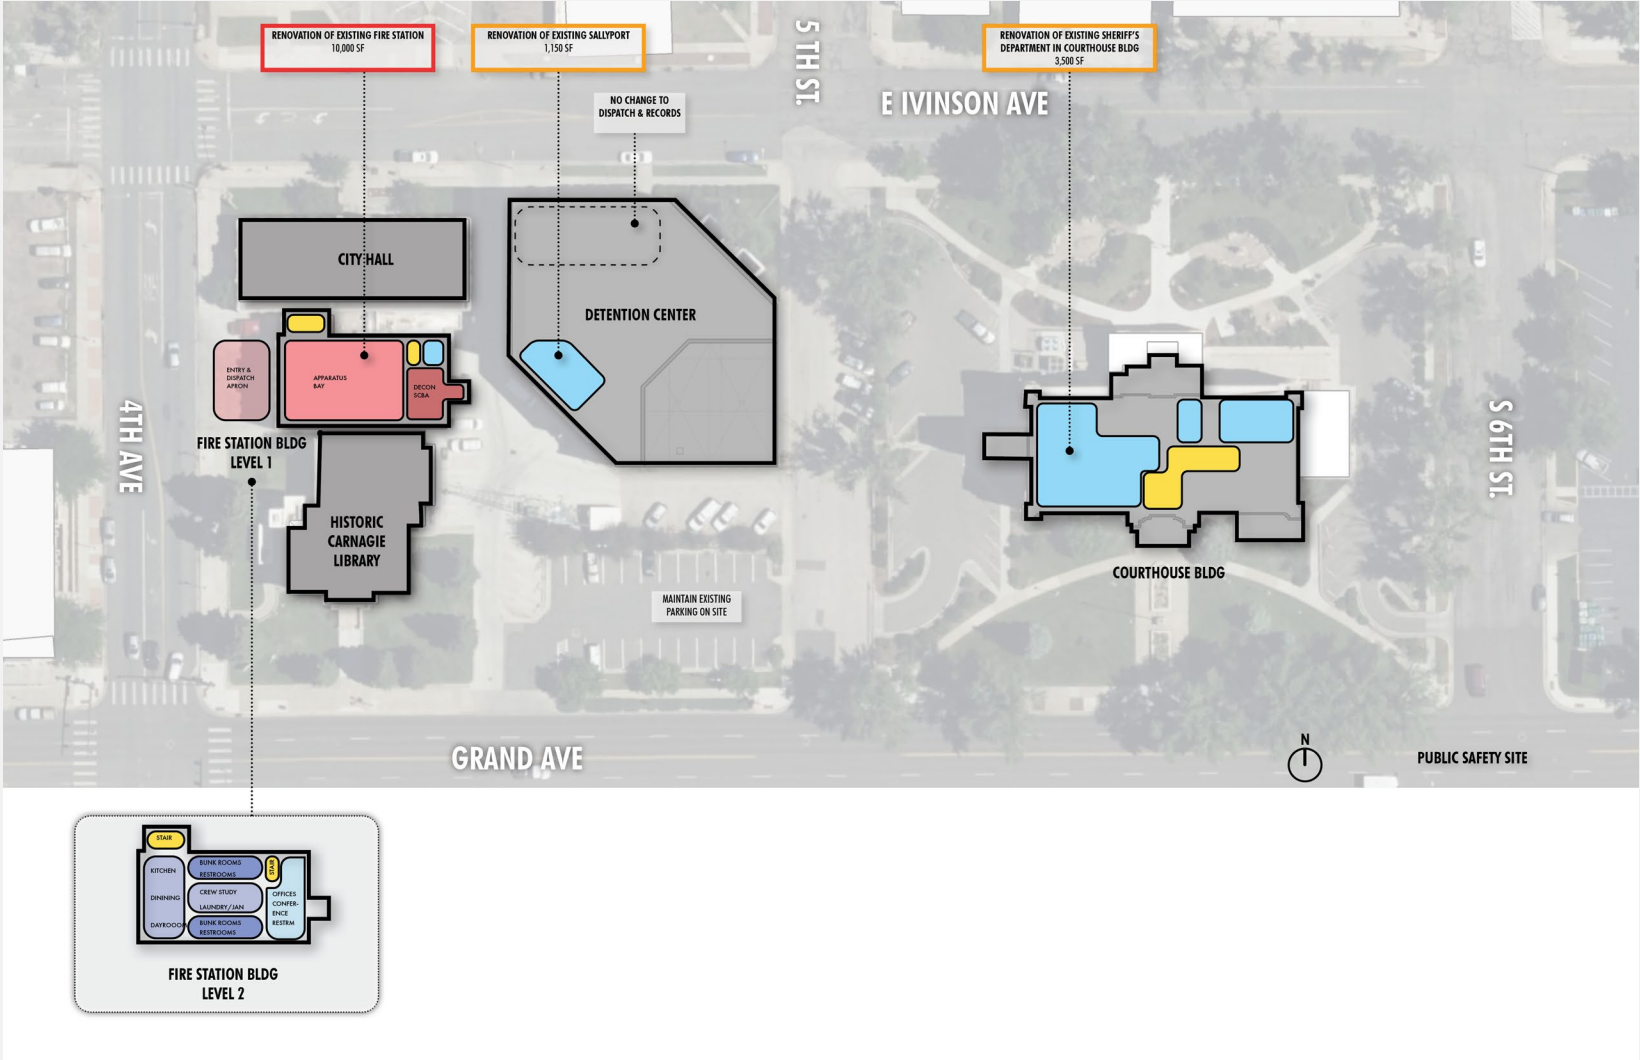 RENOVATION OF EXISTING FIRE STATION
10,000 SF
RENOVATION OF EXISTING SALLYPORT
1,150 SF
RENOVATION OF EXISTING SHERIFF'S
DEPARTMENT IN COURTHOUSE BLDG
3,500 SF
5 TH ST.
E IVINSON AVE
NO CHANGE TO
DISPATCH & RECORDS
CITY HALL
DETENTION CENTER
ENTRY &
DISPATCH
APRON
APPARATUS
BAY
DECON
SCBA
4TH AVE
FIRE STATION BLDG
LEVEL 1
HISTORIC
CARNAGIE
LIBRARY
S 6TH ST.
COURTHOUSE BLDG
MAINTAIN EXISTING
PARKING ON SITE
GRAND AVE
N
PUBLIC SAFETY SITE
STAIR
KITCHEN
DINING
DAYROOOM
BUNK ROOMS
RESTROOMS
STAIR
CREW STUDY
LAUNDRY/JAN
BUNK ROOMS
RESTROOMS
OFFICES
CONFER-
ENCE
RESTRM
FIRE STATION BLDG
LEVEL 2